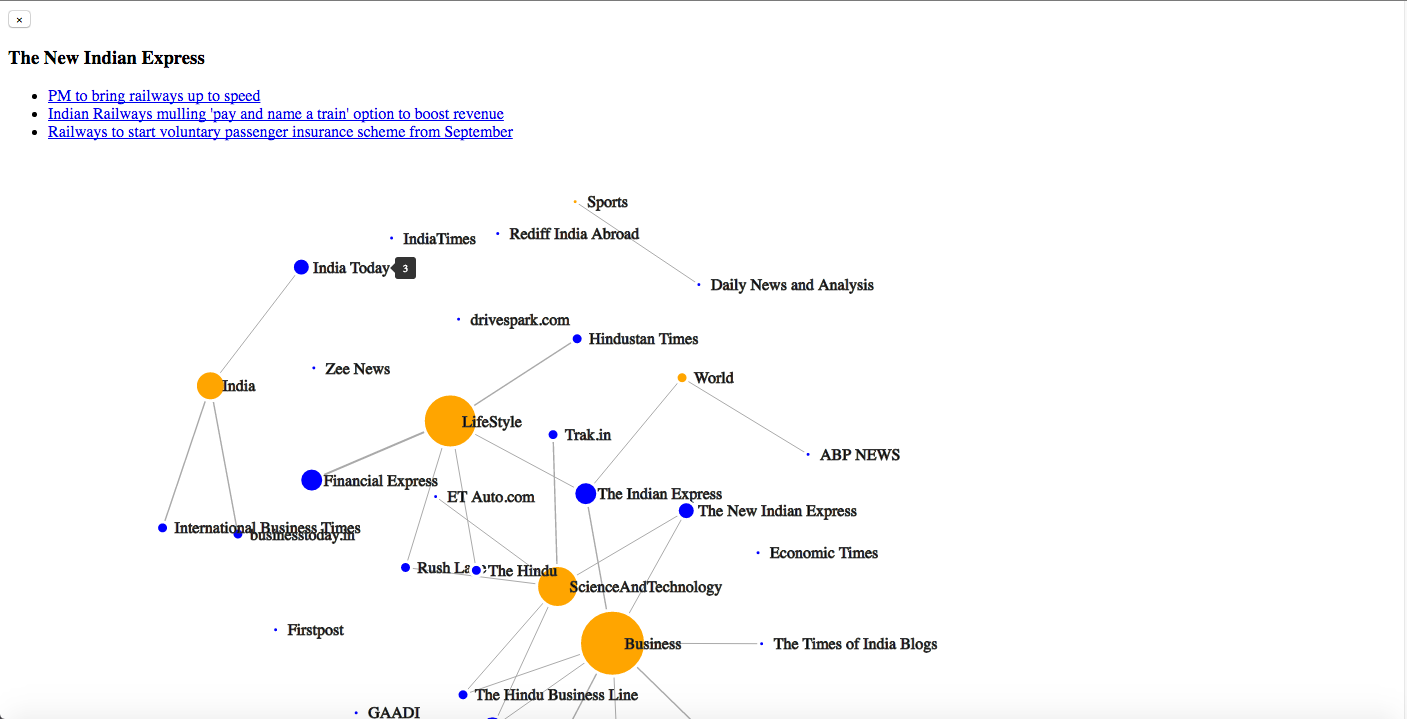 ×
The New Indian Express
PM to bring railways up to speed
Indian Railways mulling 'pay and name a train' option to boost revenue
Railways to start voluntary passenger insurance scheme from September
Sports
Rediff India Abroad
IndiaTimes
India Today
3
Daily News and Analysis
drivespark.com
Hindustan Times
Zee News
World
India
LifeStyle
Trak.in
ABP NEWS
Financial Express
ET Auto.com
The Indian Express
The New Indian Express
International Business Times
businesstoday.in
Economic Times
Rush
The Hindu
ScienceAndTechnology
Firstpost
Business
The Times of India Blogs
The Hindu Business Line
GAADI